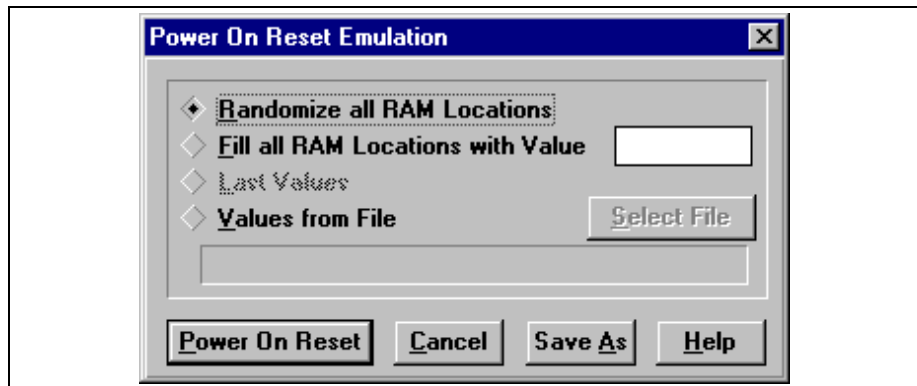 Power On Reset Emulation
Randomize all RAM Locations
Fill all RAM Locations with Value
Last Values
Values from File
Select File
Power On Reset
Cancel
Save As
Help